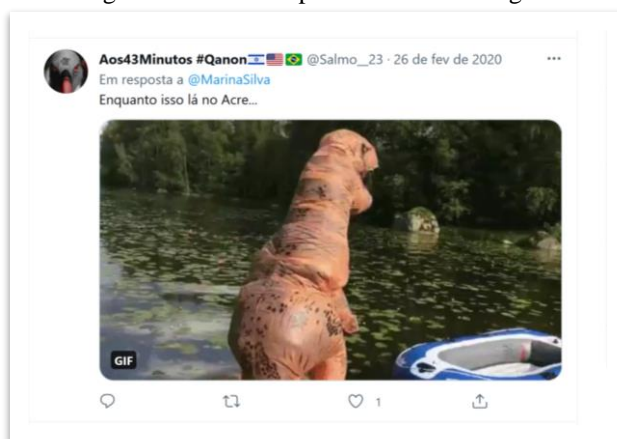 Aos43Minutos #Qanon🇮🇱🇺🇸🇧🇷 @Salmo__23 · 26 de fev de 2020 ...
Em resposta a @MarinaSilva
Enquanto isso lá no Acre...
GIF
1